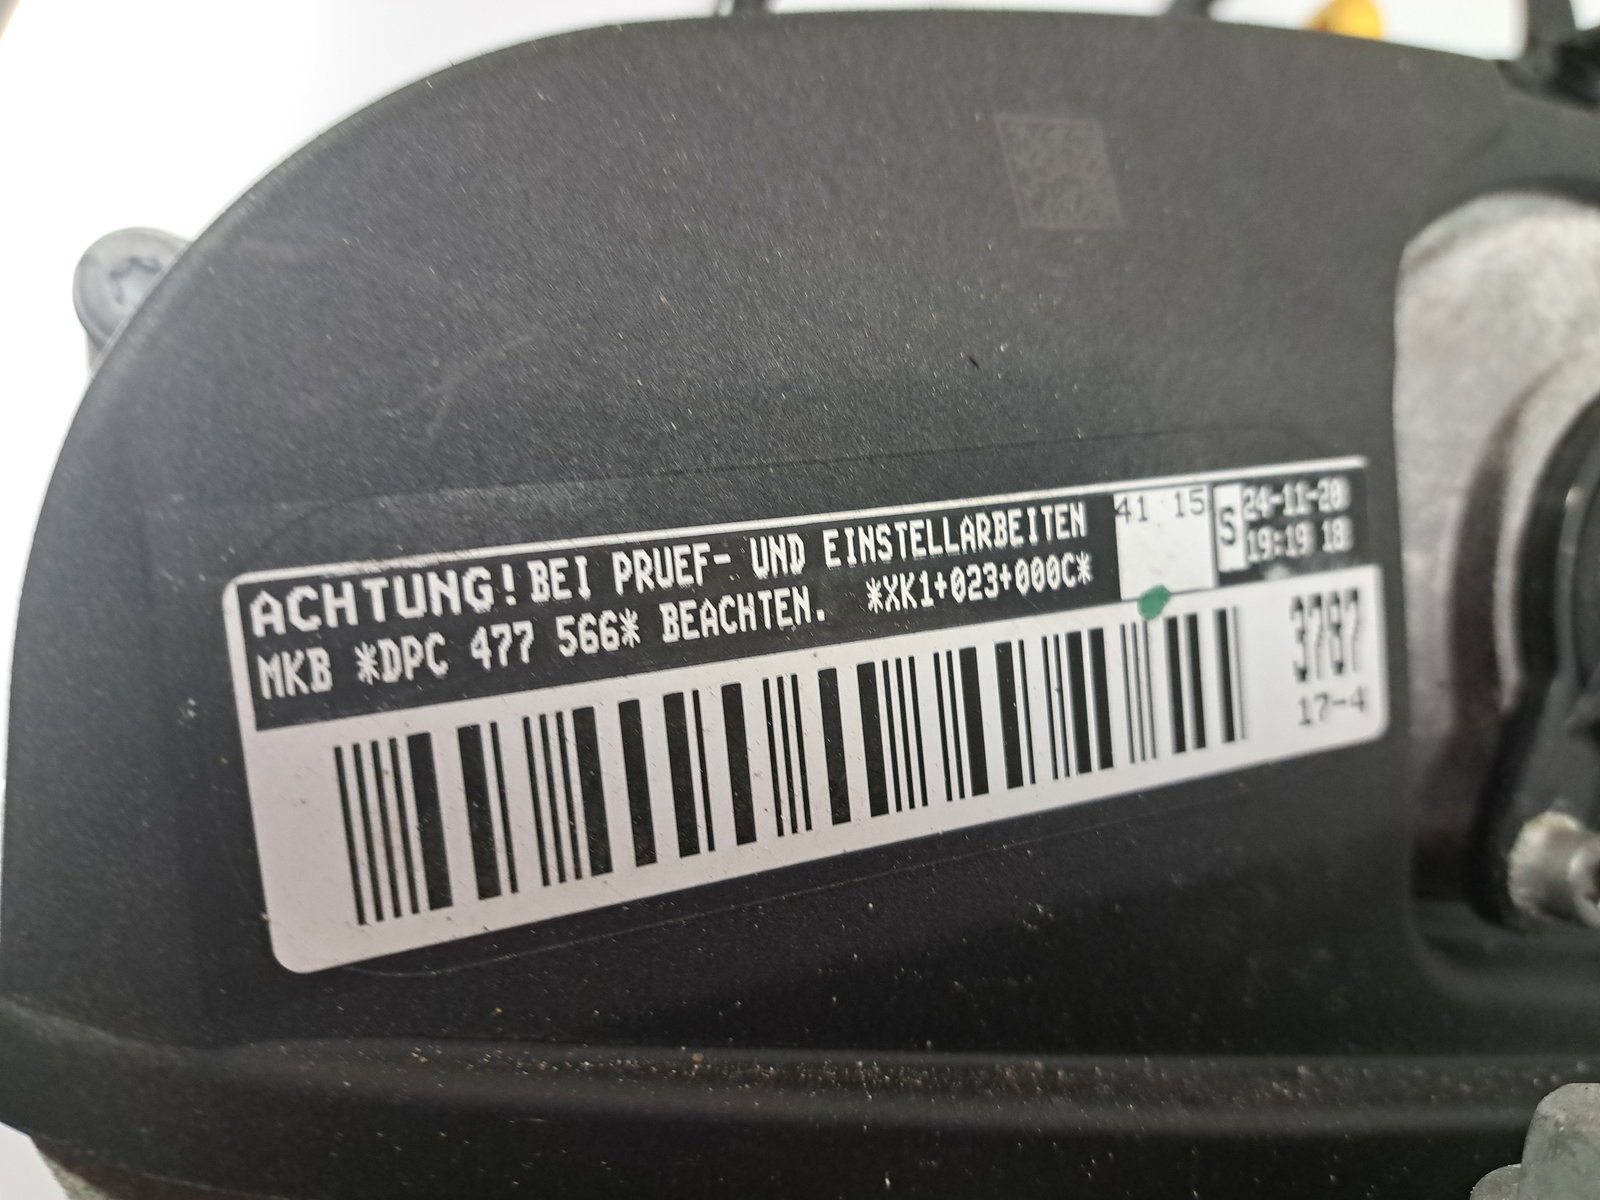 ACHTUNG! BEI PRUEF- UND EINSTELLARBEITEN
MKB *DPC 477 566* BEACHTEN. *XK1+023+000C*
41 15
S
24-11-20
19:19 18
3787
17-4